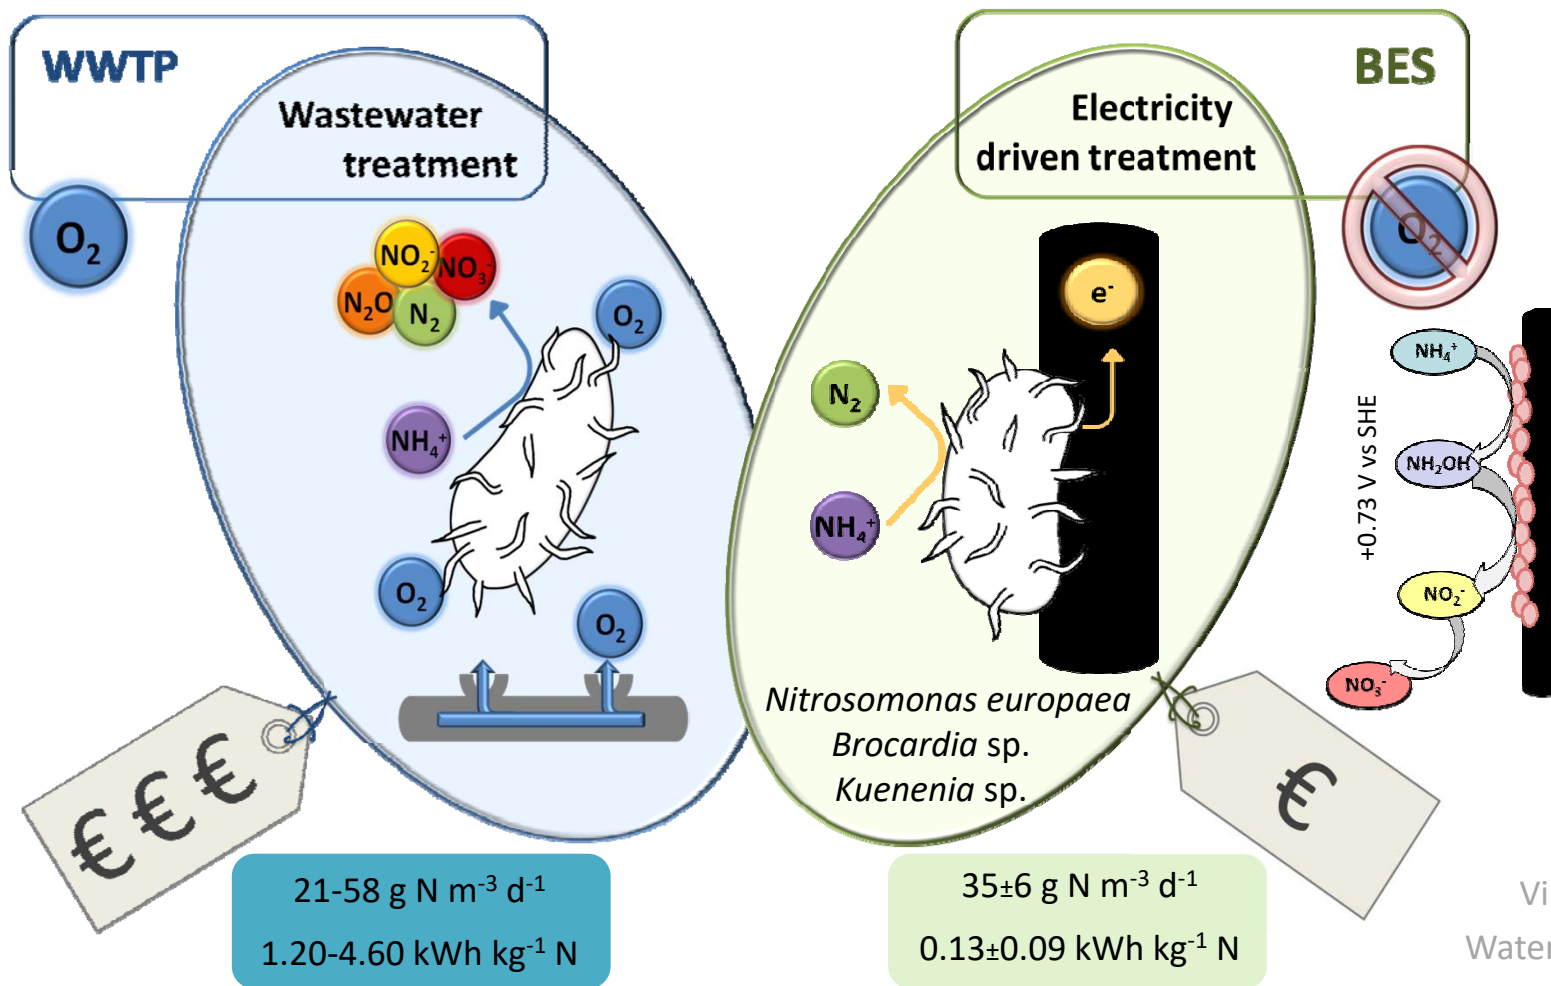 WWTP
Wastewater
treatment
O₂
NO₂⁻
NO₃⁻
N₂O
N₂
O₂
NH₄⁺
O₂
O₂
€€€
21-58 g N m⁻³ d⁻¹
1.20-4.60 kWh kg⁻¹ N
BES
Electricity
driven treatment
O₂
e⁻
N₂
NH₄⁺
Nitrosomonas europaea
Brocardia sp.
Kuenenia sp.
€
35±6 g N m⁻³ d⁻¹
0.13±0.09 kWh kg⁻¹ N
+0.73 V vs SHE
NH₄⁺
NH₂OH
NO₂⁻
NO₃⁻
Vi
Water